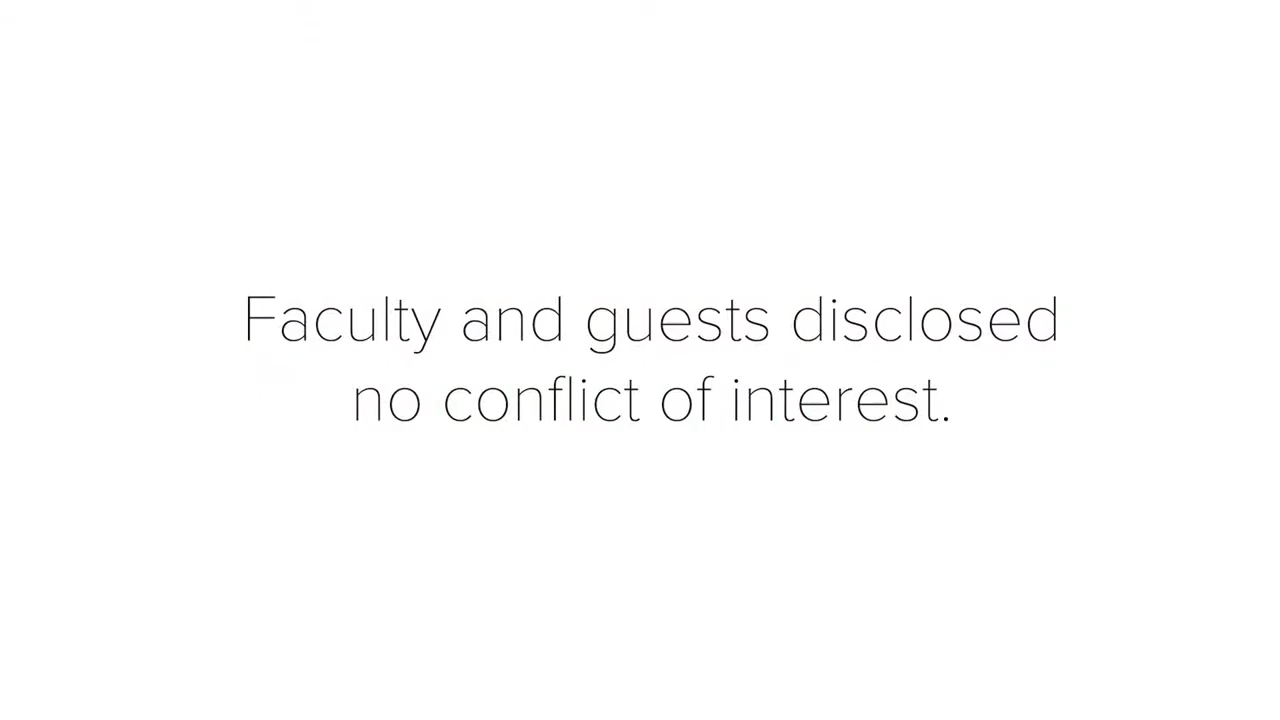 Faculty and guests disclosed
no conflict of interest.